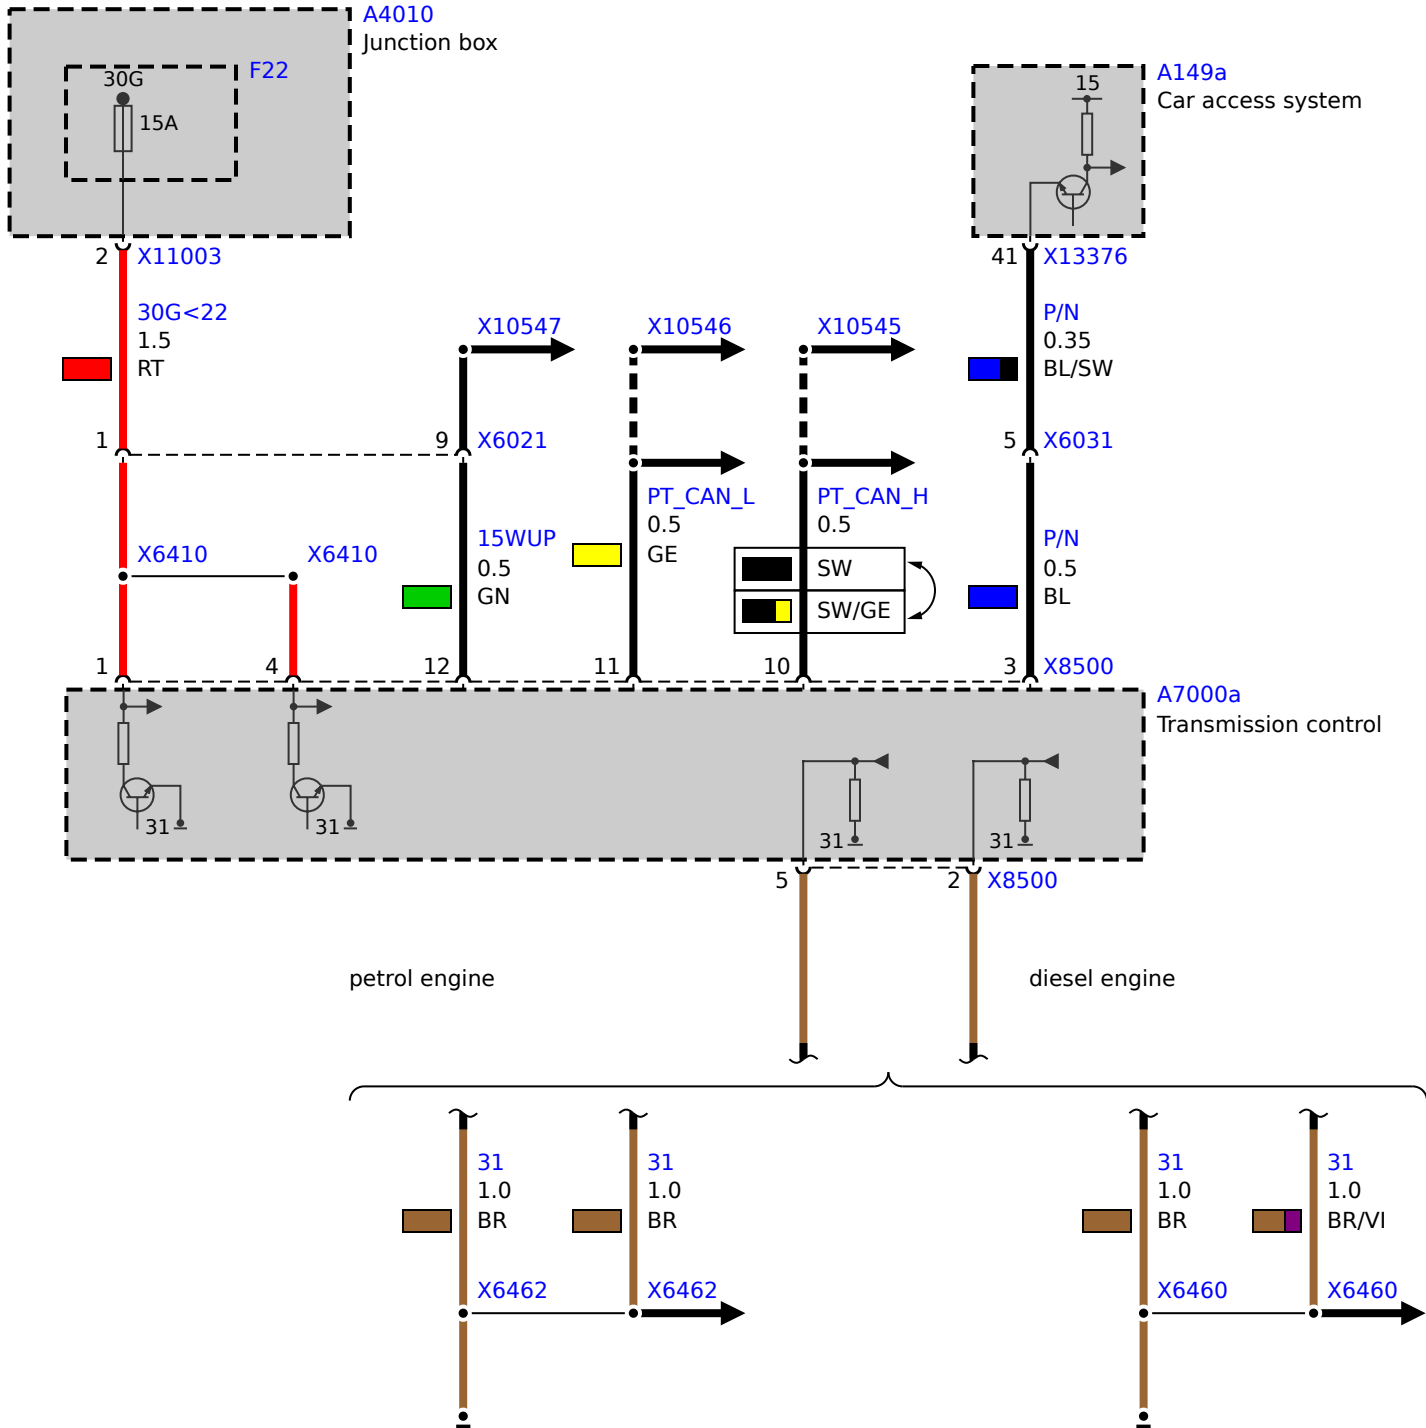 A4010
Junction box
F22
30G
15A
A149a
Car access system
15
2 X11003
41 X13376
30G<22
1.5
RT
X10547
X10546
X10545
P/N
0.35
BL/SW
1
9 X6021
5 X6031
PT_CAN_L
0.5
GE
PT_CAN_H
0.5
SW
SW/GE
X6410
X6410
15WUP
0.5
GN
P/N
0.5
BL
1
4
12
11
10
3 X8500
A7000a
Transmission control
31
31
31
31
5
2 X8500
petrol engine
diesel engine
31
1.0
BR
31
1.0
BR
31
1.0
BR
31
1.0
BR/VI
X6462
X6462
X6460
X6460